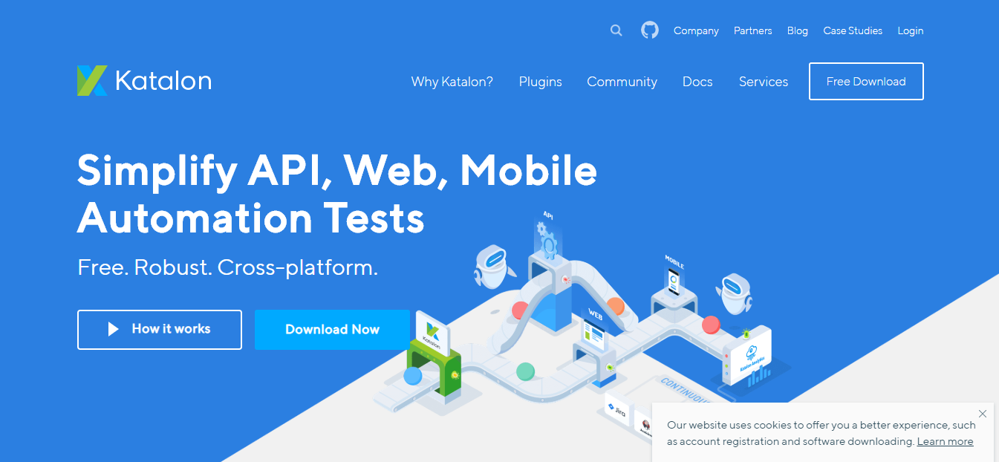 Company Partners Blog Case Studies Login
Katalon
Why Katalon? Plugins Community Docs Services Free Download
Simplify API, Web, Mobile
Automation Tests
Free. Robust. Cross-platform.
How it works
Download Now
API
MOBILE
WEB
Katalon
Katalon Analytics
CONTINUOUS
Jira
Our website uses cookies to offer you a better experience, such
as account registration and software downloading. Learn more